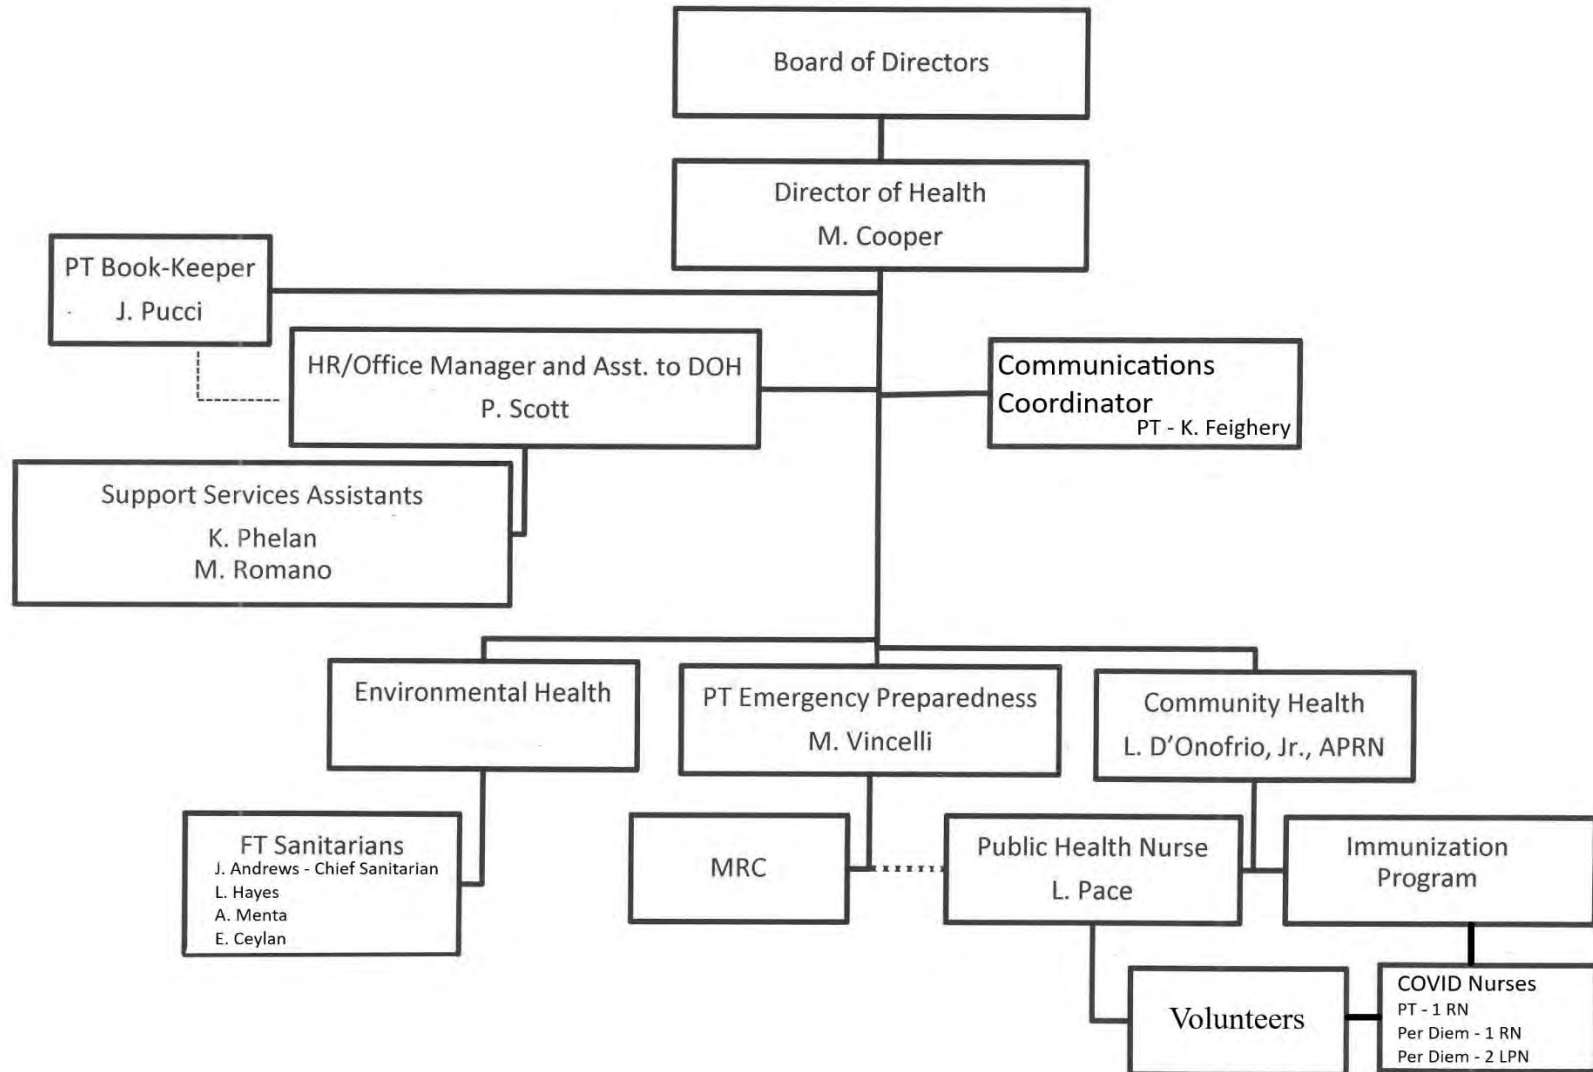 Board of Directors
Director of Health
M. Cooper
PT Book-Keeper
J. Pucci
HR/Office Manager and Asst. to DOH
P. Scott
Communications
Coordinator
PT - K. Feighery
Support Services Assistants
K. Phelan
M. Romano
Environmental Health
PT Emergency Preparedness
M. Vincelli
Community Health
L. D'Onofrio, Jr., APRN
FT Sanitarians
J. Andrews - Chief Sanitarian
L. Hayes
A. Menta
E. Ceylan
MRC
Public Health Nurse
L. Pace
Immunization
Program
Volunteers
COVID Nurses
PT - 1 RN
Per Diem - 1 RN
Per Diem - 2 LPN